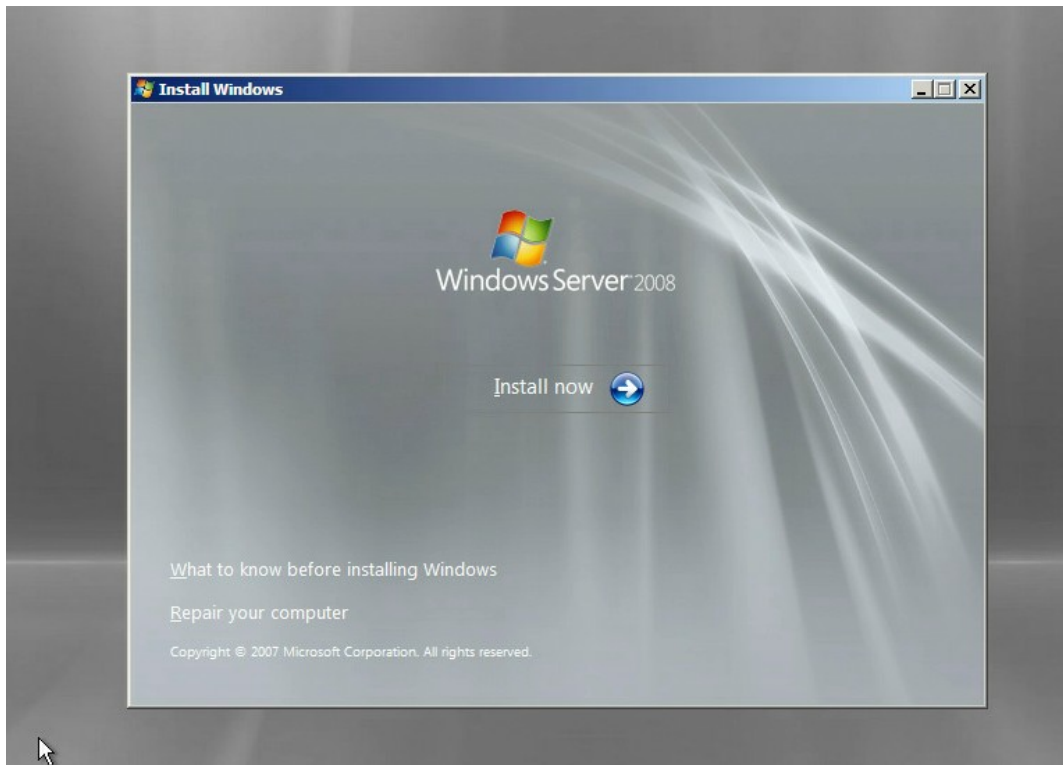 Install Windows
Windows Server 2008
Install now
What to know before installing Windows
Repair your computer
Copyright © 2007 Microsoft Corporation. All rights reserved.